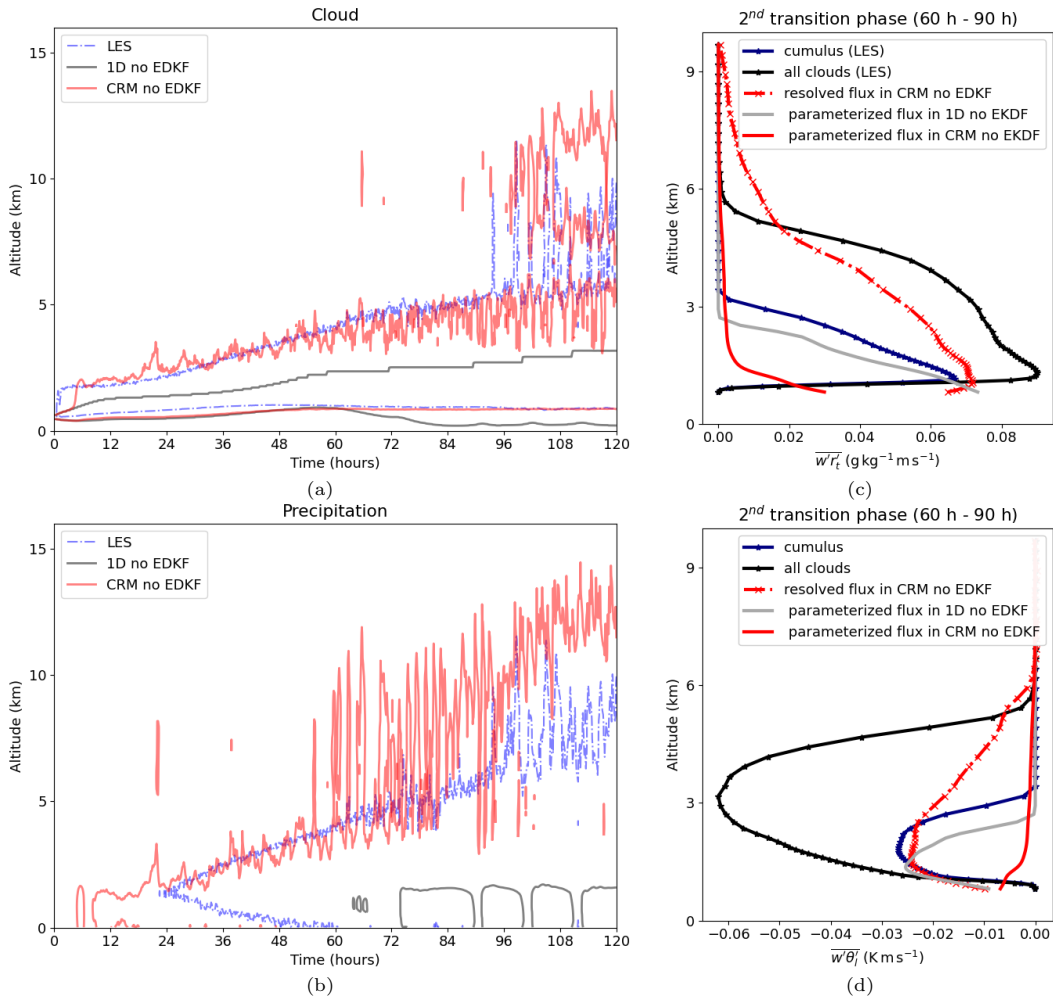 Cloud
LES
1D no EDKF
CRM no EDKF
Altitude (km)
15
10
5
0
0 12 24 36 48 60 72 84 96 108 120
Time (hours)
(a)
2nd transition phase (60 h - 90 h)
cumulus (LES)
all clouds (LES)
resolved flux in CRM no EDKF
parameterized flux in 1D no EKDF
parameterized flux in CRM no EKDF
Altitude (km)
9
6
3
0
0.00 0.02 0.04 0.06 0.08
w′r′t (g kg−1 m s−1)
(c)
Precipitation
LES
1D no EDKF
CRM no EDKF
Altitude (km)
15
10
5
0
0 12 24 36 48 60 72 84 96 108 120
Time (hours)
(b)
2nd transition phase (60 h - 90 h)
cumulus
all clouds
resolved flux in CRM no EDKF
parameterized flux in 1D no EDKF
parameterized flux in CRM no EDKF
Altitude (km)
9
6
3
0
−0.06 −0.05 −0.04 −0.03 −0.02 −0.01 0.00
w′θ′l (K m s−1)
(d)